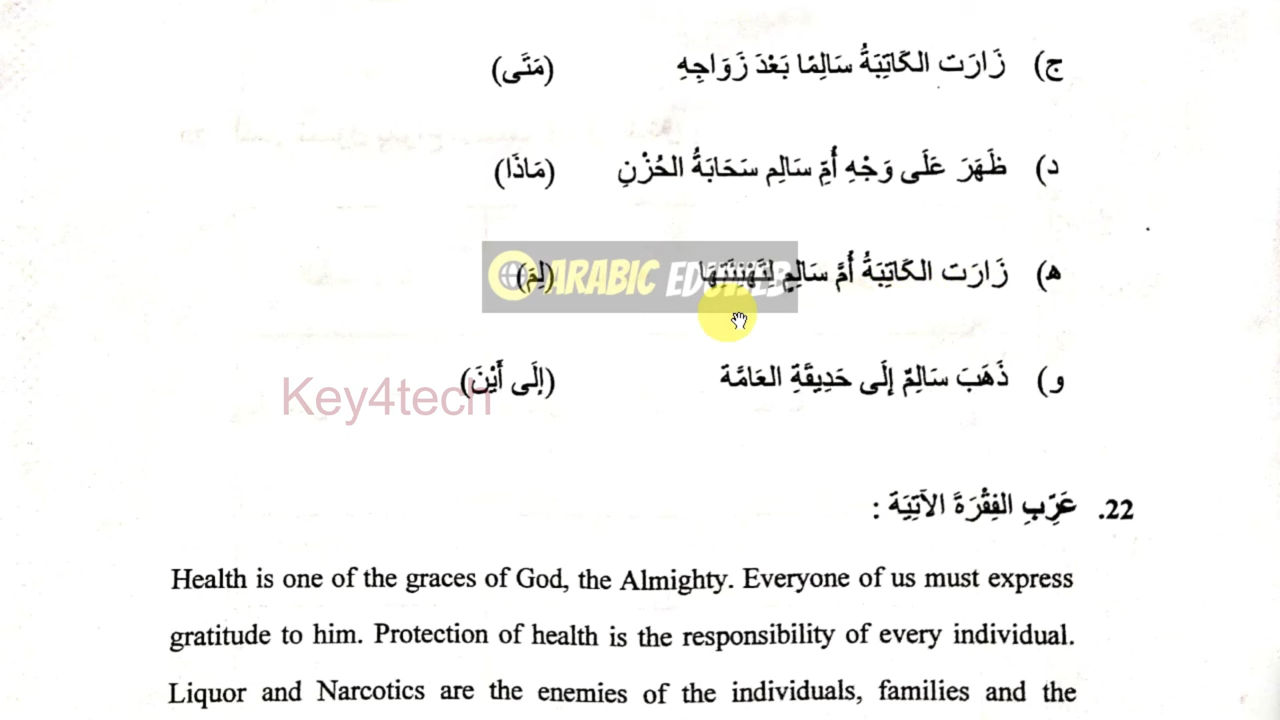 ج) زَارَت الكَاتِبَةُ سَالِمًا بَعْدَ زَوَاجِهِ (مَتَى)
د) ظَهَرَ عَلَى وَجْهِ أُمِّ سَالِم سَحَابَةُ الحُزْنِ (مَاذَا)
ه) زَارَت الكَاتِبَةُ أُمَّ سَالِمٍ لِتَهْنِئَتِهَا (لِمَ)
ARABIC EDUWEB
و) ذَهَبَ سَالِمٌ إلَى حَدِيقَةِ العَامَّة (إلَى أَيْنَ)
Key4tech
22. عَرِّبِ الفِقْرَةَ الآتِيَة :
Health is one of the graces of God, the Almighty. Everyone of us must express
gratitude to him. Protection of health is the responsibility of every individual.
Liquor and Narcotics are the enemies of the individuals, families and the